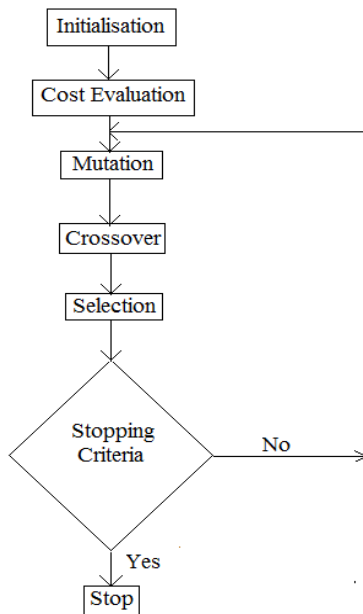 Initialisation
Cost Evaluation
Mutation
Crossover
Selection
Stopping
Criteria
No
Yes
Stop